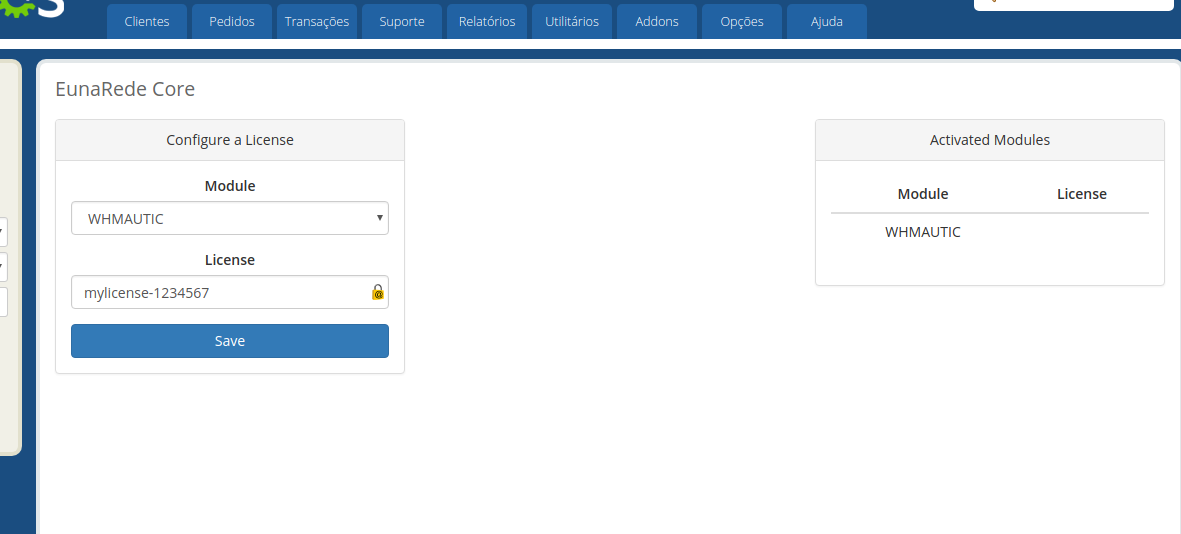 S
Clientes Pedidos Transações Suporte Relatórios Utilitários Addons Opções Ajuda
EunaRede Core
Configure a License
Module
WHMAUTIC
License
mylicense-1234567
Save
Activated Modules
Module License
WHMAUTIC